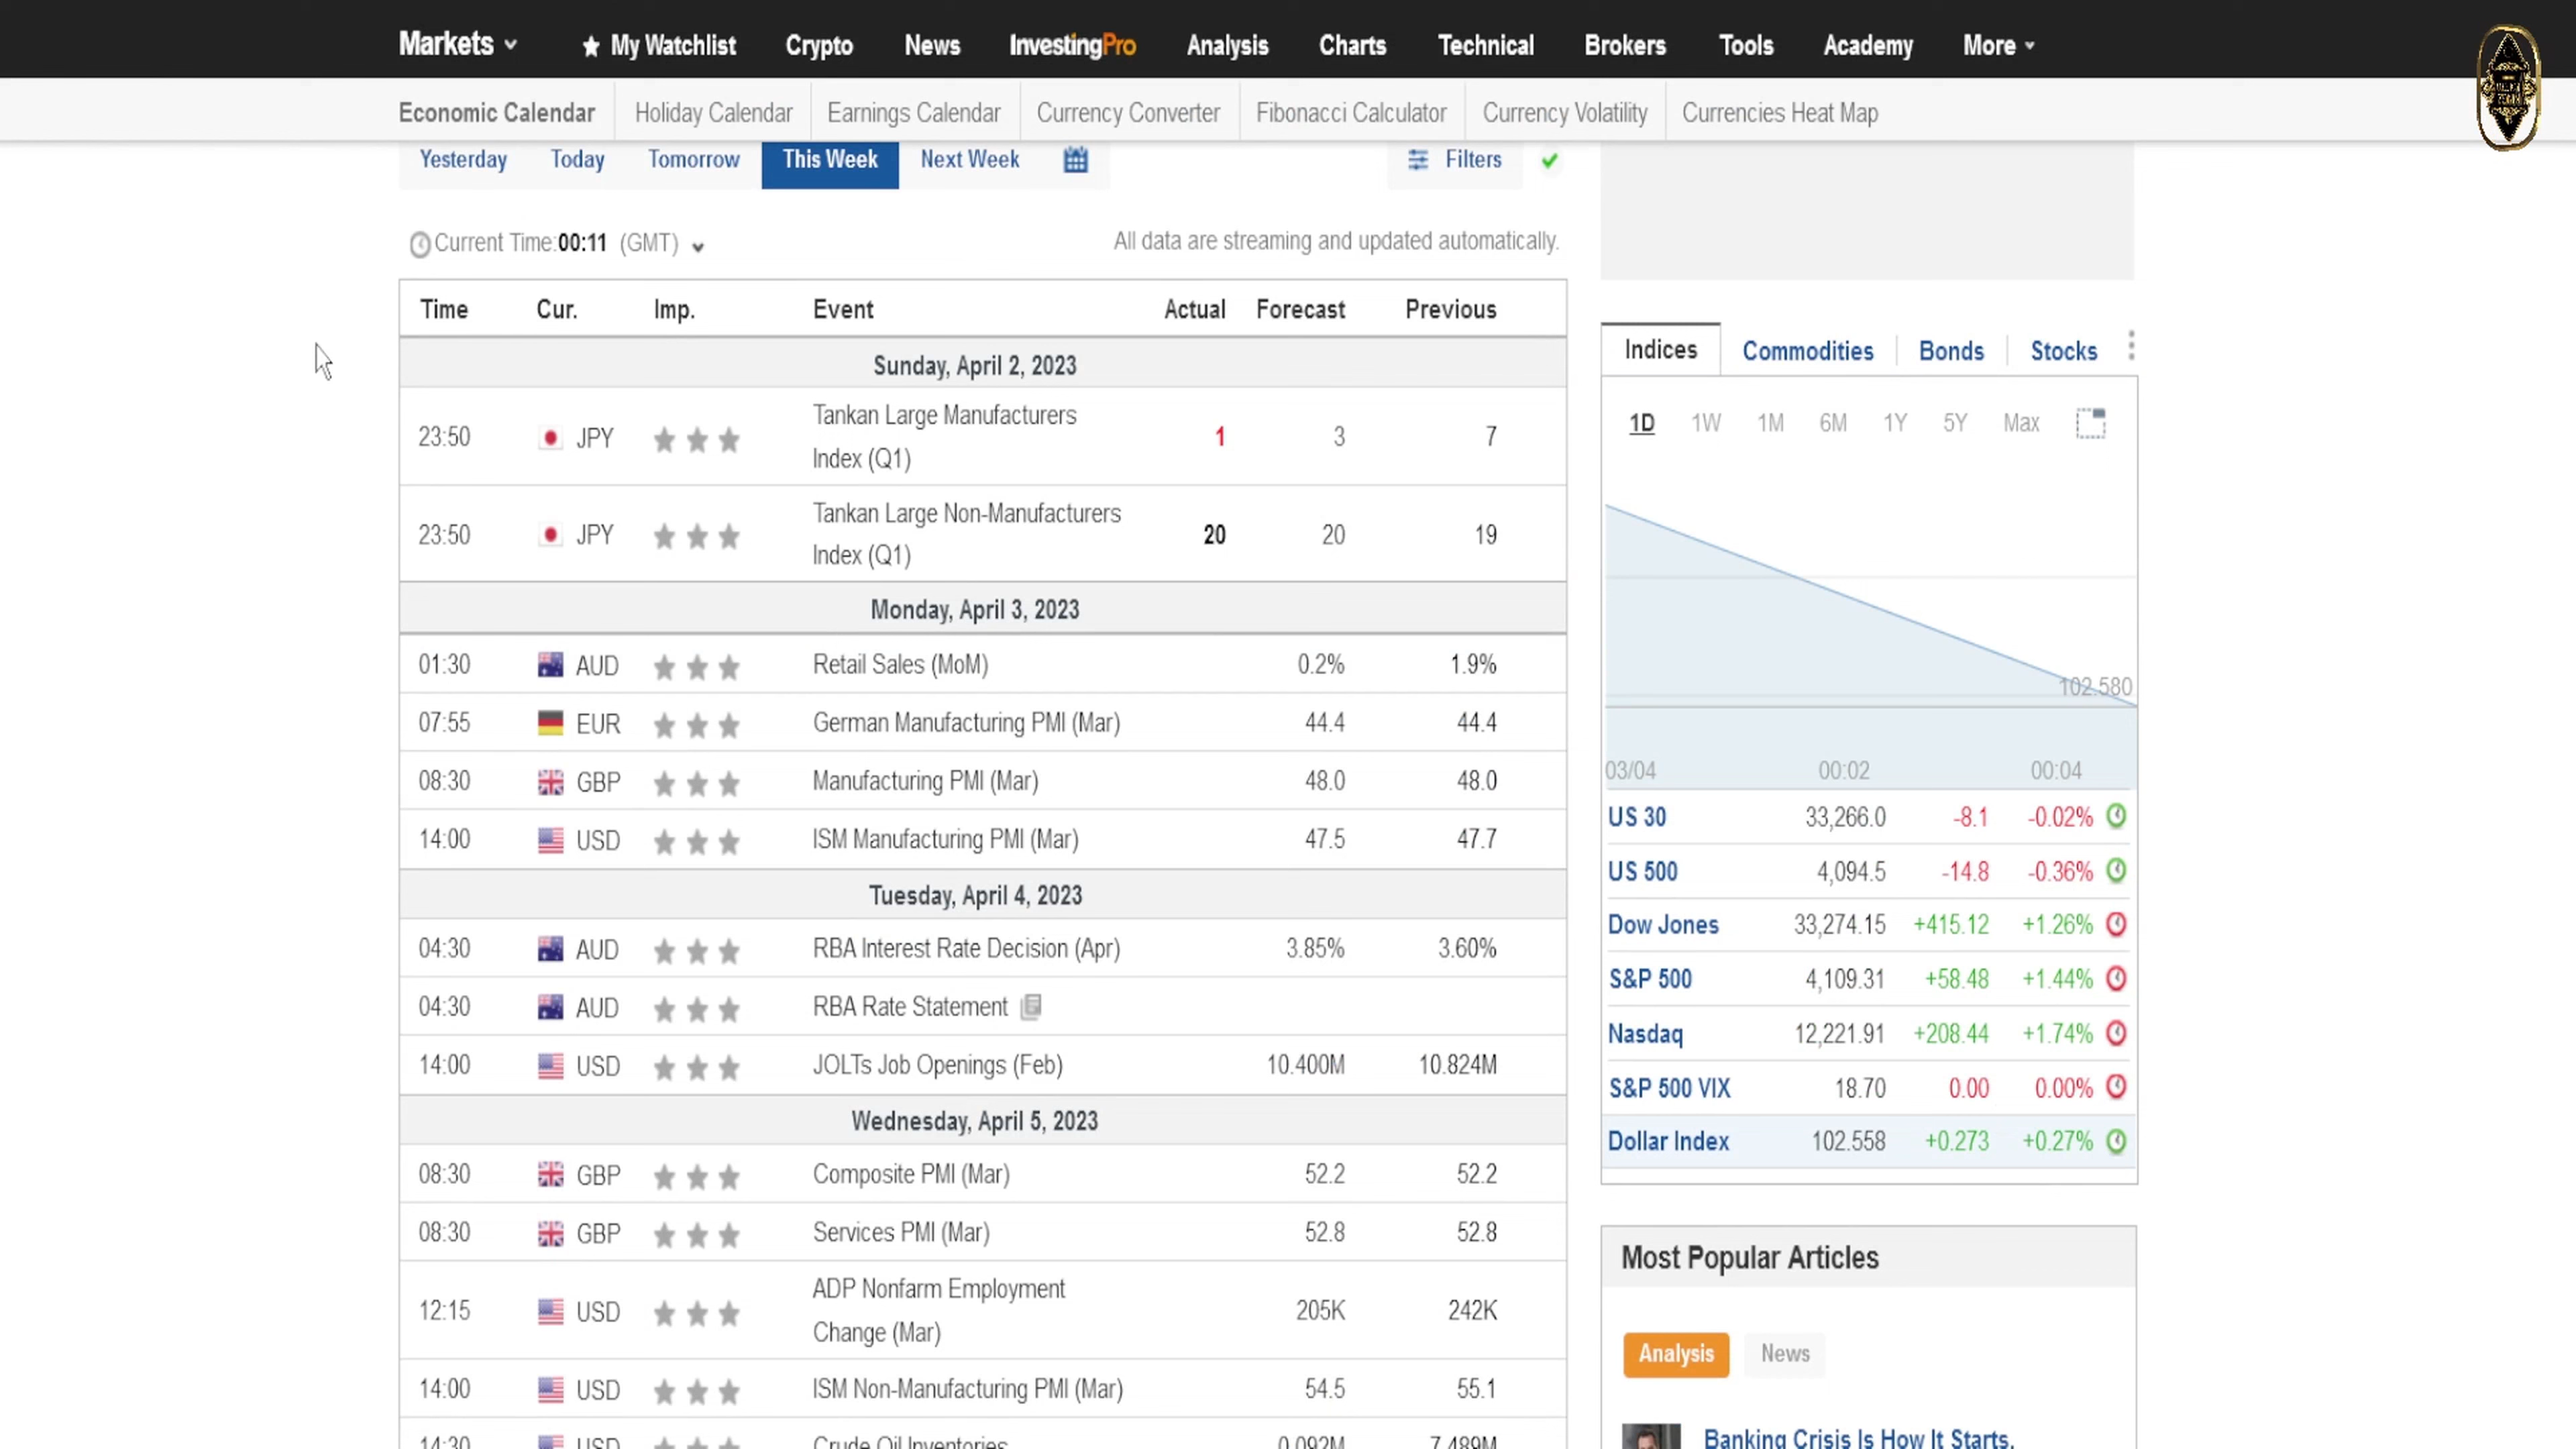 Markets My Watchlist Crypto News InvestingPro Analysis Charts Technical Brokers Tools Academy More
Economic Calendar Holiday Calendar Earnings Calendar Currency Converter Fibonacci Calculator Currency Volatility Currencies Heat Map
Yesterday Today Tomorrow This Week Next Week Filters
Current Time:00:11 (GMT) All data are streaming and updated automatically.
Time Cur. Imp. Event Actual Forecast Previous
Sunday, April 2, 2023
23:50 JPY Tankan Large Manufacturers
Index (Q1) 1 3 7
23:50 JPY Tankan Large Non-Manufacturers
Index (Q1) 20 20 19
Monday, April 3, 2023
01:30 AUD Retail Sales (MoM) 0.2% 1.9%
07:55 EUR German Manufacturing PMI (Mar) 44.4 44.4
08:30 GBP Manufacturing PMI (Mar) 48.0 48.0
14:00 USD ISM Manufacturing PMI (Mar) 47.5 47.7
Tuesday, April 4, 2023
04:30 AUD RBA Interest Rate Decision (Apr) 3.85% 3.60%
04:30 AUD RBA Rate Statement
14:00 USD JOLTs Job Openings (Feb) 10.400M 10.824M
Wednesday, April 5, 2023
08:30 GBP Composite PMI (Mar) 52.2 52.2
08:30 GBP Services PMI (Mar) 52.8 52.8
12:15 USD ADP Nonfarm Employment
Change (Mar) 205K 242K
14:00 USD ISM Non-Manufacturing PMI (Mar) 54.5 55.1
14:30 USD Crude Oil Inventories 0.092M 7.489M
Indices Commodities Bonds Stocks
1D 1W 1M 6M 1Y 5Y Max
102.580
03/04 00:02 00:04
US 30 33,266.0 -8.1 -0.02%
US 500 4,094.5 -14.8 -0.36%
Dow Jones 33,274.15 +415.12 +1.26%
S&P 500 4,109.31 +58.48 +1.44%
Nasdaq 12,221.91 +208.44 +1.74%
S&P 500 VIX 18.70 0.00 0.00%
Dollar Index 102.558 +0.273 +0.27%
Most Popular Articles
Analysis News
Banking Crisis Is How It Starts,